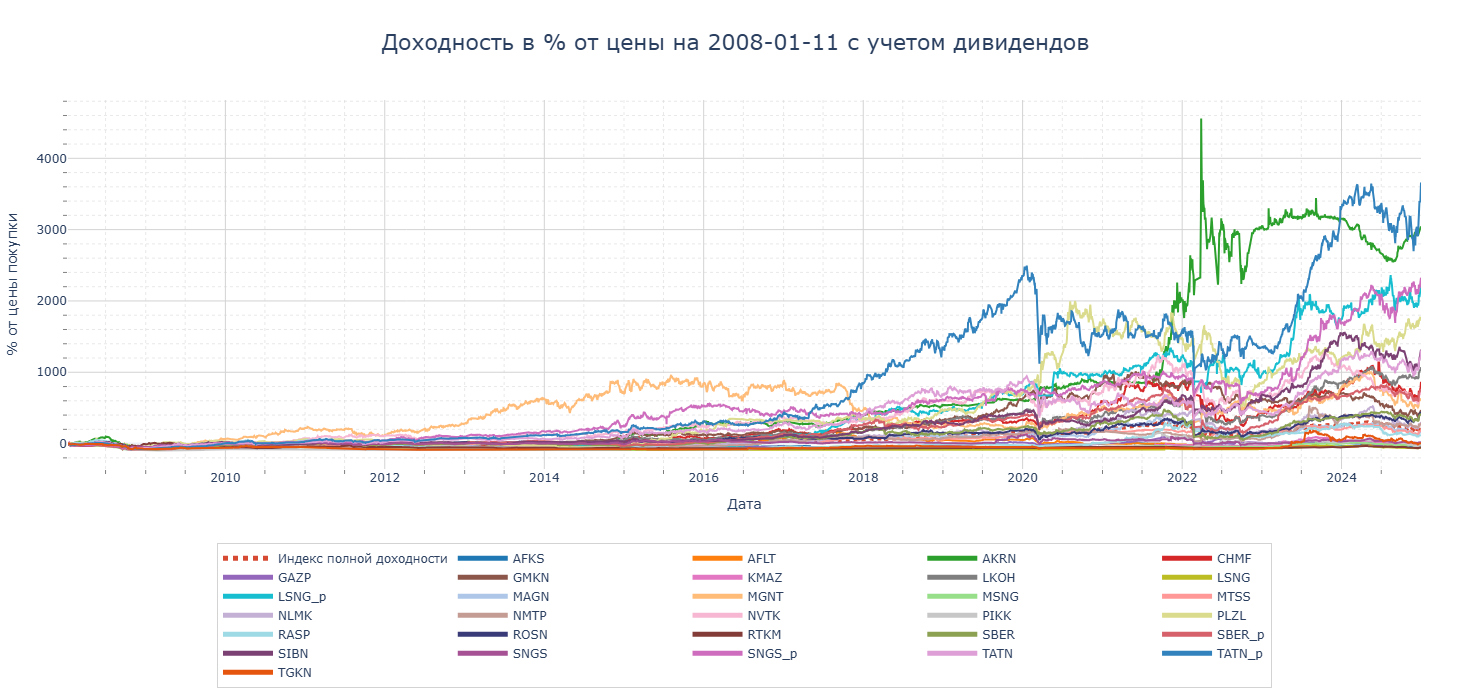 Доходность в % от цены на 2008-01-11 с учетом дивидендов
% от цены покупки
4000
3000
2000
1000
0
2010 2012 2014 2016 2018 2020 2022 2024
Дата
Индекс полной доходности AFKS AFLT AKRN CHMF
GAZP GMKN KMAZ LKOH LSNG
LSNG_p MAGN MGNT MSNG MTSS
NLMK NMTP NVTK PIKK PLZL
RASP ROSN RTKM SBER SBER_p
SIBN SNGS SNGS_p TATN TATN_p
TGKN